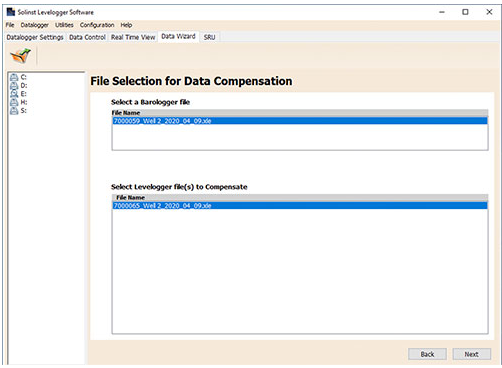 Solinst Levelogger Software
File Datalogger Utilities Configuration Help
Datalogger Settings Data Control Real Time View Data Wizard SRU
C:
D:
E:
H:
S:
File Selection for Data Compensation
Select a Barologger file
File Name
7000059_Well 2_2020_04_09.xle
Select Levelogger file(s) to Compensate
File Name
7000065_Well 2_2020_04_09.xle
Back Next